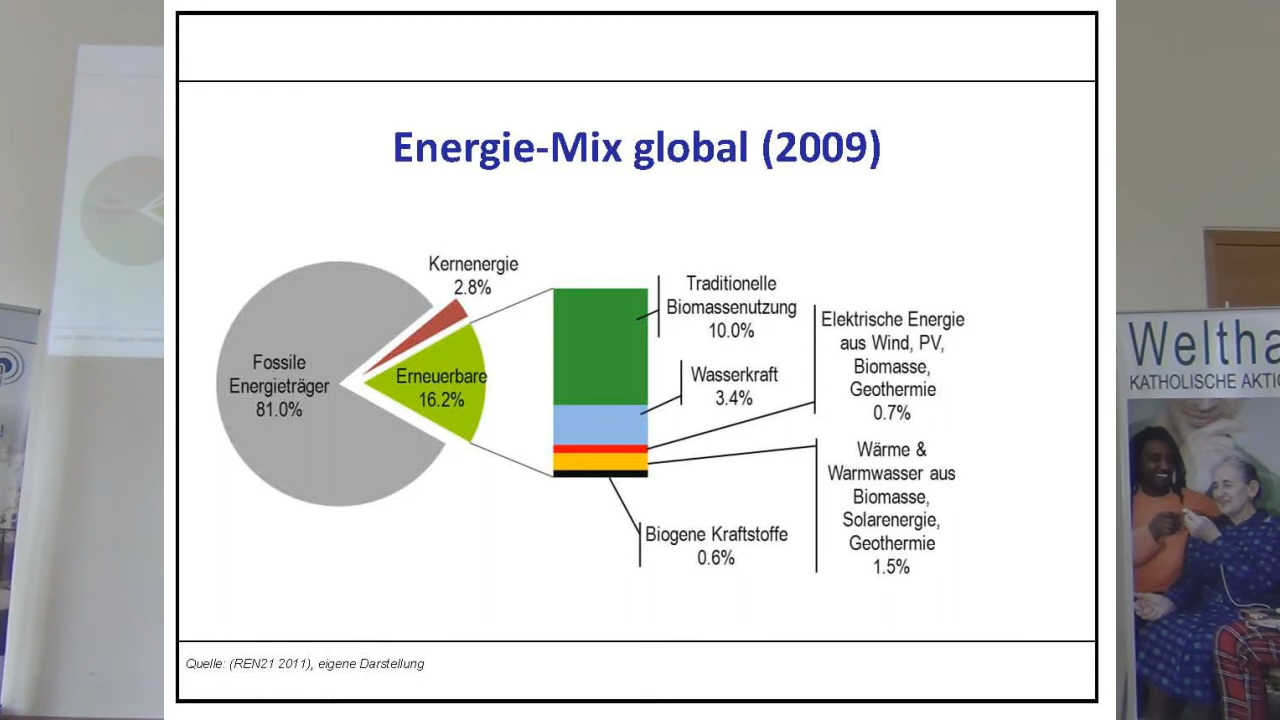 Energie-Mix global (2009)
Kernenergie
2.8%
Fossile
Energieträger
81.0%
Erneuerbare
16.2%
Traditionelle
Biomassenutzung
10.0%
Wasserkraft
3.4%
Elektrische Energie
aus Wind, PV,
Biomasse,
Geothermie
0.7%
Wärme &
Warmwasser aus
Biomasse,
Solarenergie,
Geothermie
1.5%
Biogene Kraftstoffe
0.6%
Quelle: (REN21 2011), eigene Darstellung
Weltha
KATHOLISCHE AKTIO